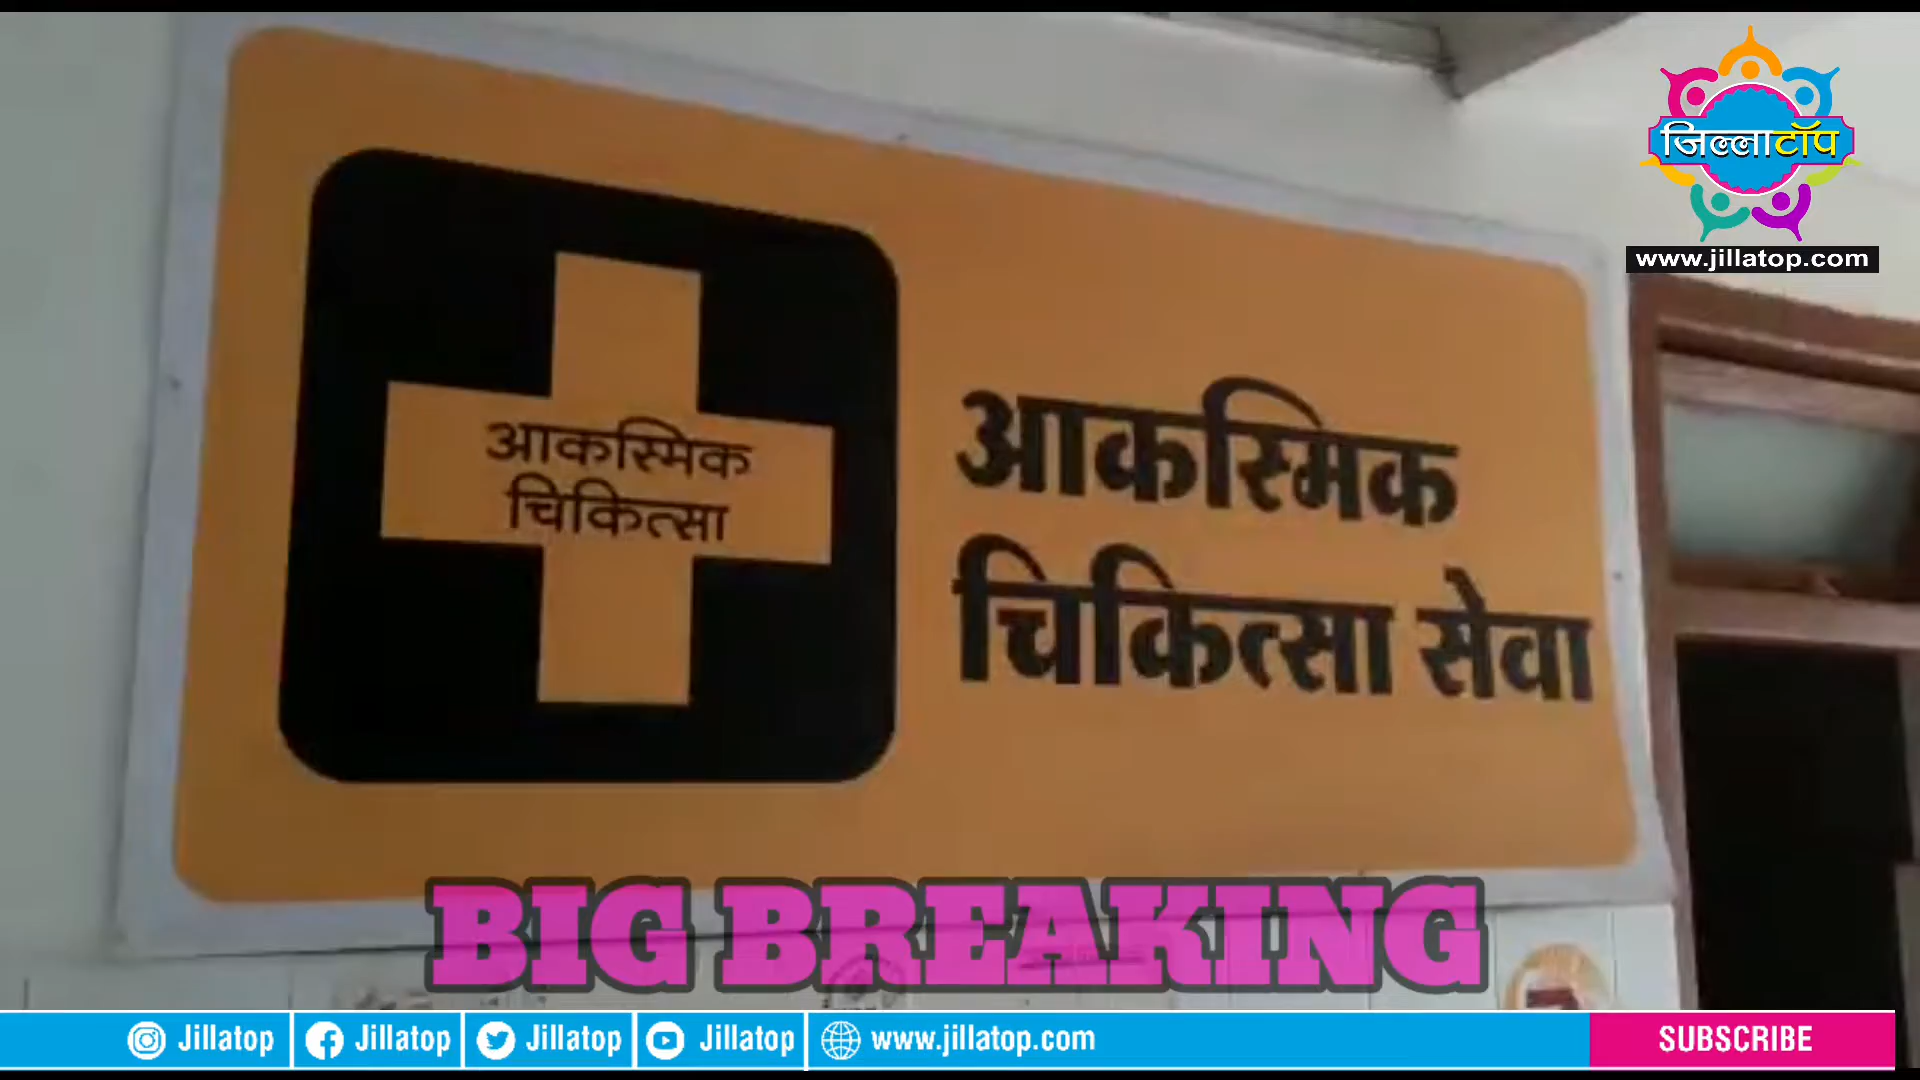 जिल्लाटॉप
www.jillatop.com
आकस्मिक
चिकित्सा
आकस्मिक
चिकित्सा सेवा
BIG BREAKING
Jillatop
Jillatop
Jillatop
Jillatop
www.jillatop.com
SUBSCRIBE